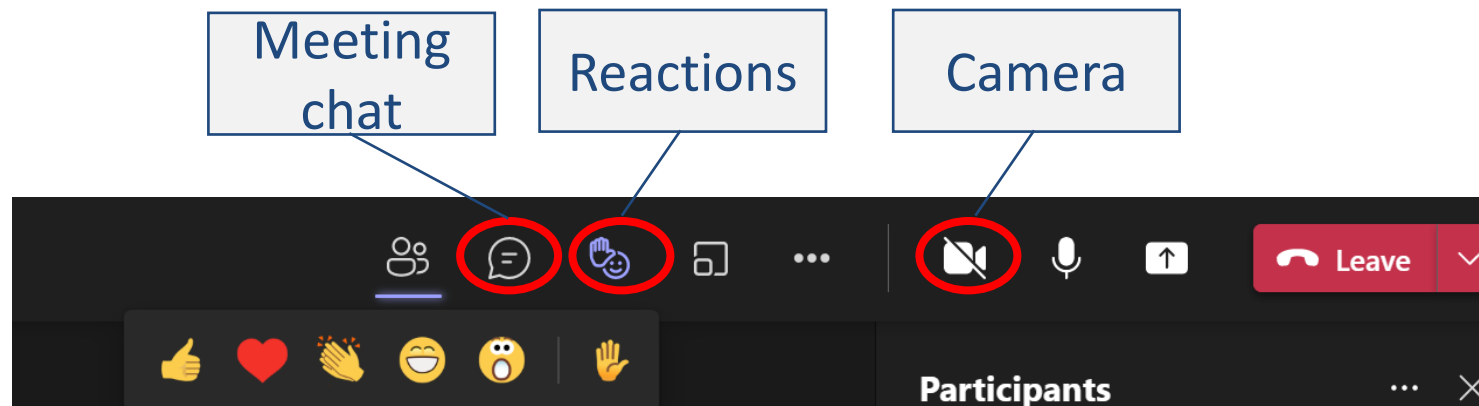 Meeting
chat
Reactions
Camera
Leave
Participants